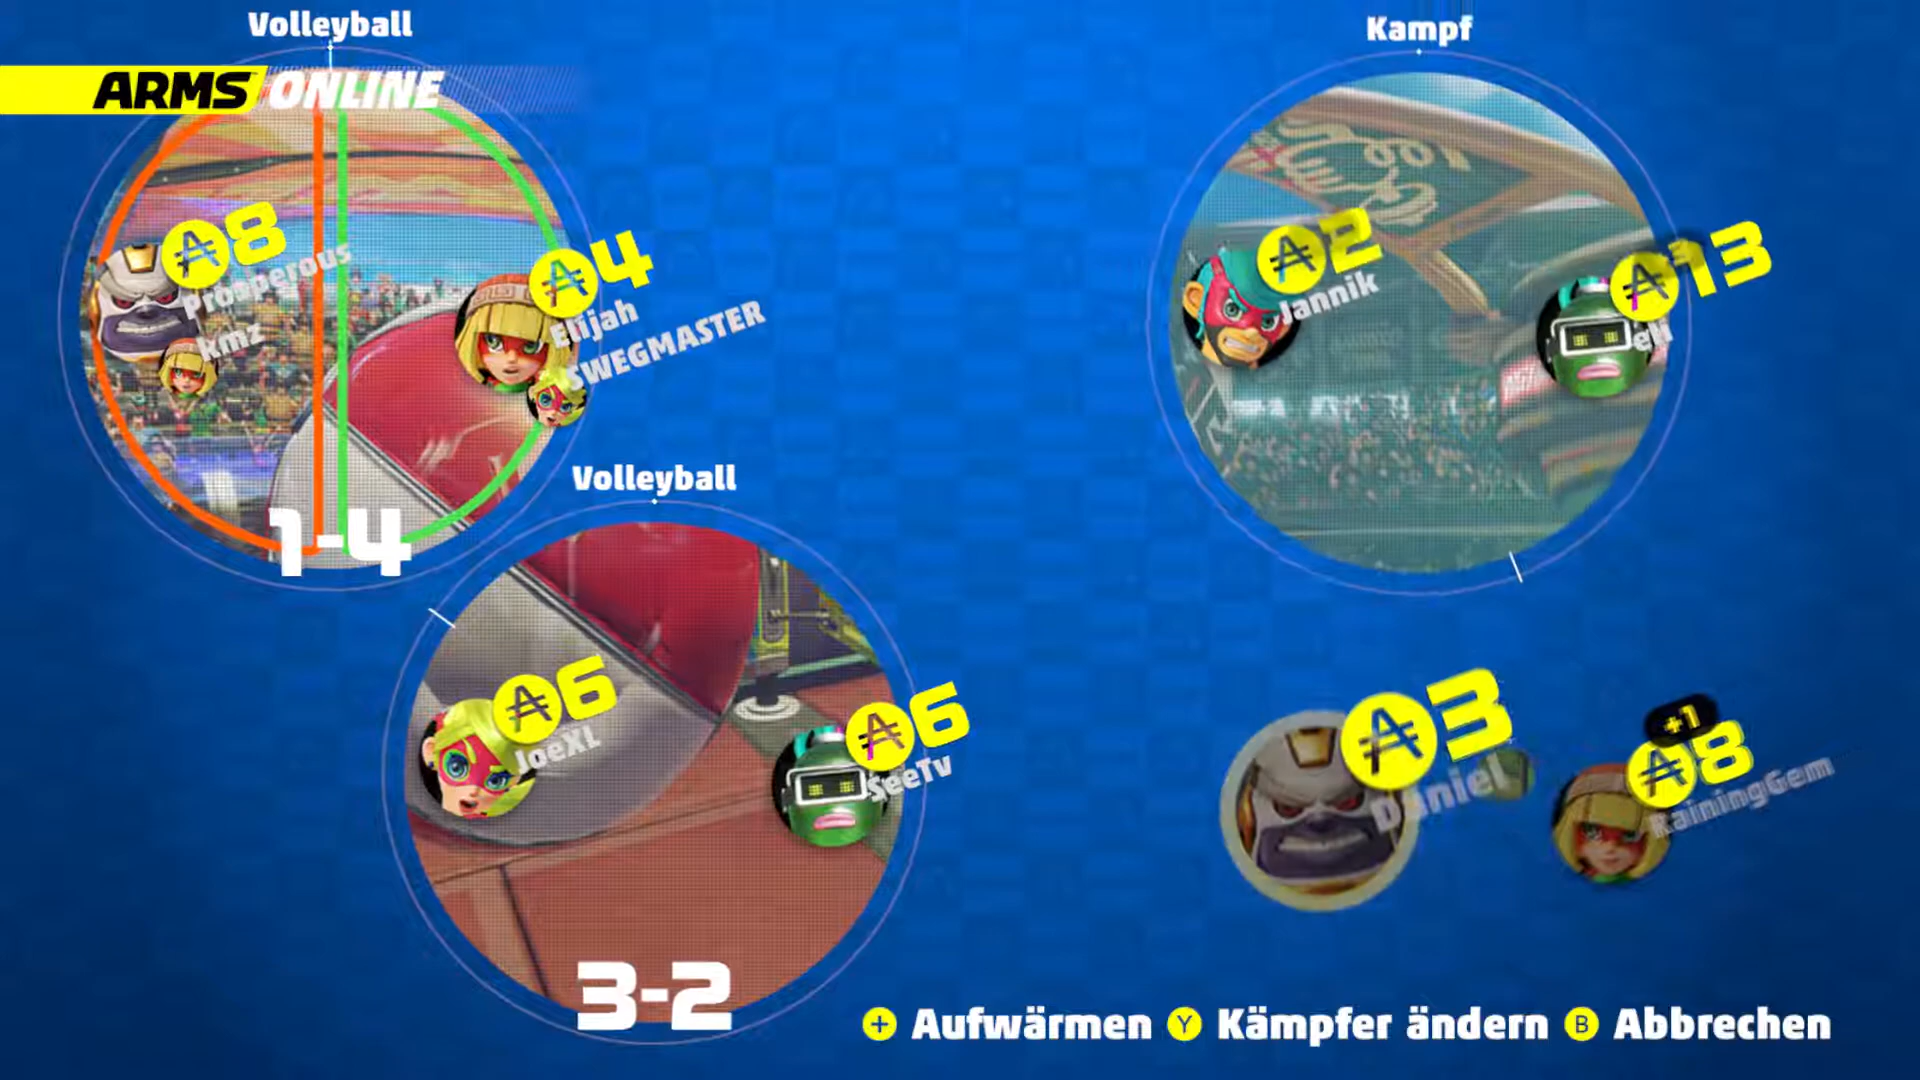 Volleyball
ARMS ONLINE
8
Prosperous
kmz
4
Elijah
SWEGMASTER
1-4
Kampf
2
Jannik
13
eli
Volleyball
6
JoeXL
6
SeeTv
3-2
3
Daniel
+1
8
RainingGem
+ Aufwärmen Y Kämpfer ändern B Abbrechen